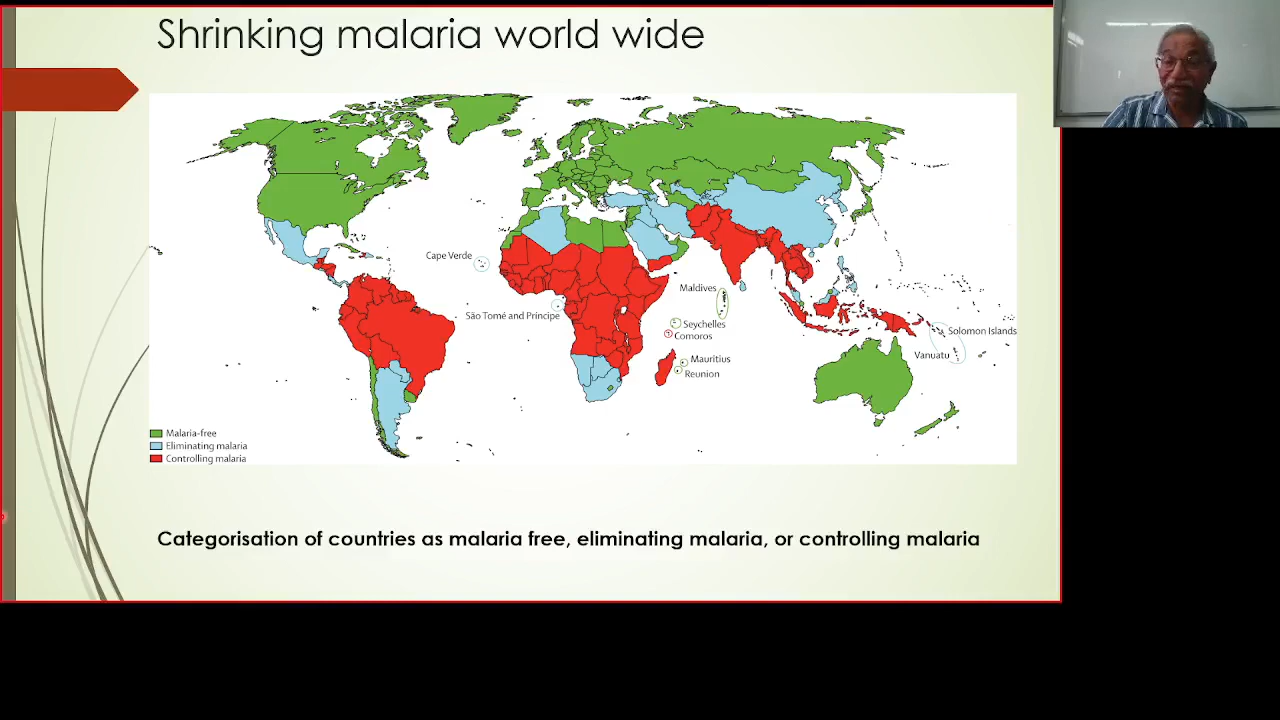 Shrinking malaria world wide
Cape Verde
São Tomé and Príncipe
Maldives
Seychelles
Comoros
Mauritius
Reunion
Solomon Islands
Vanuatu
Malaria-free
Eliminating malaria
Controlling malaria
Categorisation of countries as malaria free, eliminating malaria, or controlling malaria